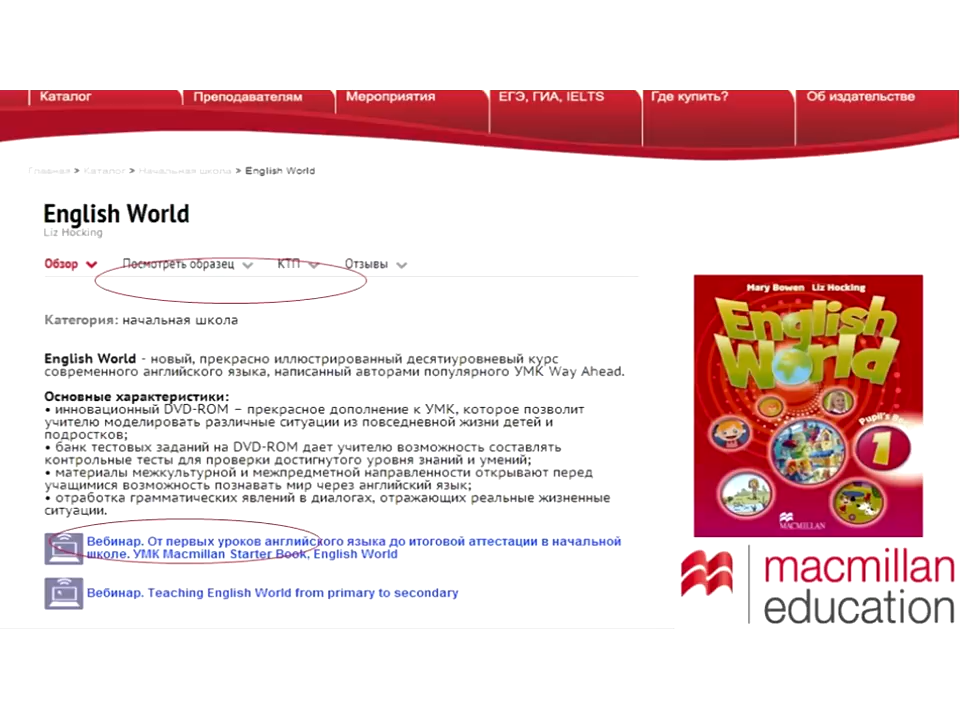 Каталог
Преподавателям
Мероприятия
ЕГЭ, ГИА, IELTS
Где купить?
Об издательстве
Главная > Каталог > Начальная школа > English World
English World
Liz Hocking
Обзор
Посмотреть образец
КТП
Отзывы
Категория: начальная школа
English World - новый, прекрасно иллюстрированный десятиуровневый курс
современного английского языка, написанный авторами популярного УМК Way Ahead.
Основные характеристики:
• инновационный DVD-ROM – прекрасное дополнение к УМК, которое позволит
учителю моделировать различные ситуации из повседневной жизни детей и
подростков;
• банк тестовых заданий на DVD-ROM дает учителю возможность составлять
контрольные тесты для проверки достигнутого уровня знаний и умений;
• материалы межкультурной и межпредметной направленности открывают перед
учащимися возможность познавать мир через английский язык;
• отработка грамматических явлений в диалогах, отражающих реальные жизненные
ситуации.
Вебинар. От первых уроков английского языка до итоговой аттестации в начальной
школе. УМК Macmillan Starter Book, English World
Вебинар. Teaching English World from primary to secondary
Mary Bowen Liz Hocking
English
World
Pupil's Book
1
MACMILLAN
macmillan
education